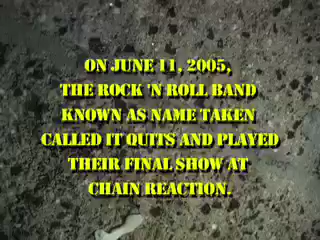 ON JUNE 11, 2005,
THE ROCK 'N ROLL BAND
KNOWN AS NAME TAKEN
CALLED IT QUITS AND PLAYED
THEIR FINAL SHOW AT
CHAIN REACTION.